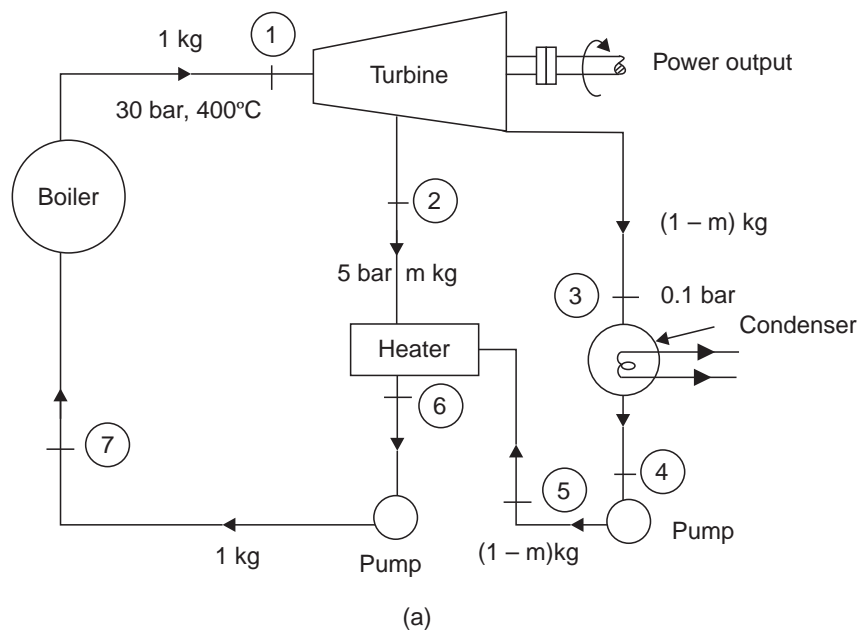 1 kg
1
Turbine
Power output
30 bar, 400ºC
Boiler
2
(1 – m) kg
5 bar m kg
3
0.1 bar
Condenser
Heater
6
7
4
5
Pump
1 kg
Pump
(1 – m)kg
(a)